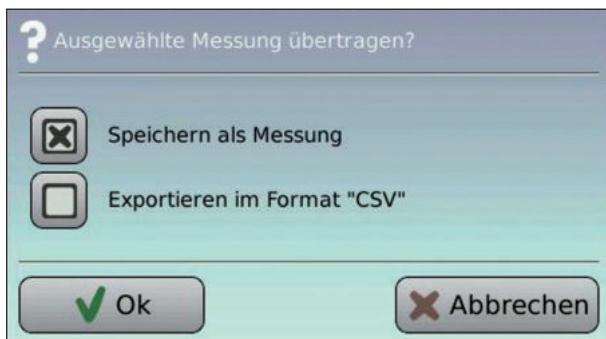 Ausgewählte Messung übertragen?
Speichern als Messung
Exportieren im Format "CSV"
Ok
Abbrechen